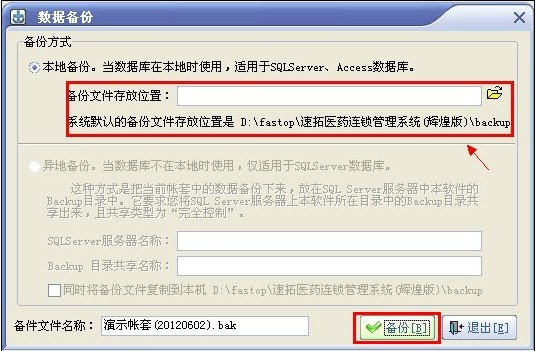 数据备份
备份方式
本地备份。当数据库在本地时使用,适用于SQLServer、Access数据库。
备份文件存放位置:
系统默认的备份文件存放位置是 D:\fastop\速拓医药连锁管理系统(辉煌版)\backup
异地备份。当数据库不在本地时使用,仅适用于SQLServer数据库。
这种方式是把当前帐套中的数据备份下来,放在SQL Server服务器中本软件的
Backup目录中。它要求您将SQL Server服务器上本软件所在目录中的Backup目录共
享出来,且共享类型为“完全控制”。
SQLServer服务器名称:
Backup 目录共享名称:
同时将备份文件复制到本机 D:\fastop\速拓医药连锁管理系统(辉煌版)\backup
备件文件名称: 演示帐套(20120602).bak 备份[B] 退出[E]